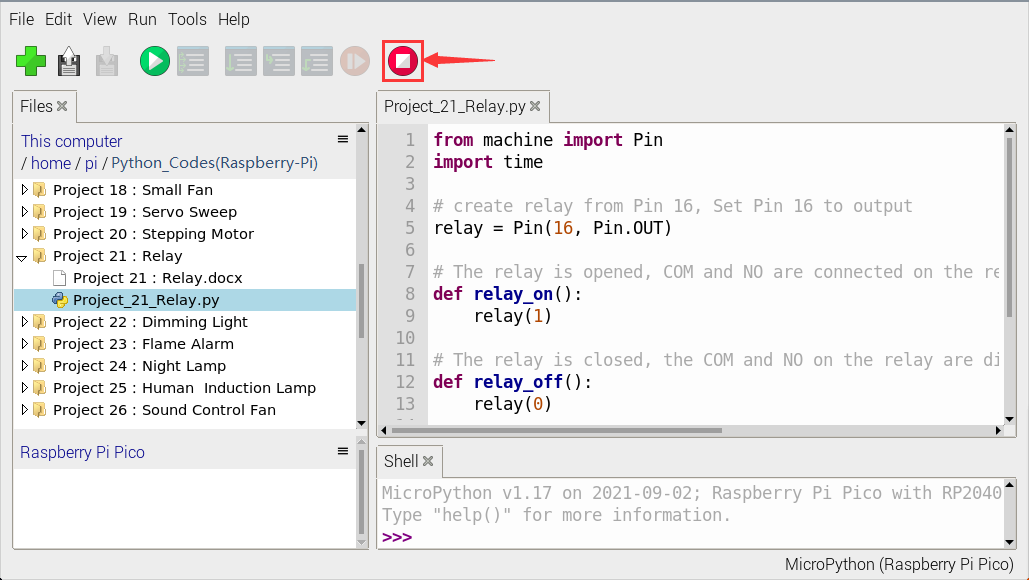 File Edit View Run Tools Help
Files
This computer
/ home / pi / Python_Codes(Raspberry-Pi)
Project 18 : Small Fan
Project 19 : Servo Sweep
Project 20 : Stepping Motor
Project 21 : Relay
Project 21 : Relay.docx
Project_21_Relay.py
Project 22 : Dimming Light
Project 23 : Flame Alarm
Project 24 : Night Lamp
Project 25 : Human  Induction Lamp
Project 26 : Sound Control Fan
Raspberry Pi Pico
Project_21_Relay.py
1 from machine import Pin
2 import time
3
4 # create relay from Pin 16, Set Pin 16 to output
5 relay = Pin(16, Pin.OUT)
6
7 # The relay is opened, COM and NO are connected on the re
8 def relay_on():
9     relay(1)
10
11 # The relay is closed, the COM and NO on the relay are di
12 def relay_off():
13     relay(0)
Shell
MicroPython v1.17 on 2021-09-02; Raspberry Pi Pico with RP2040
Type "help()" for more information.
>>>
MicroPython (Raspberry Pi Pico)